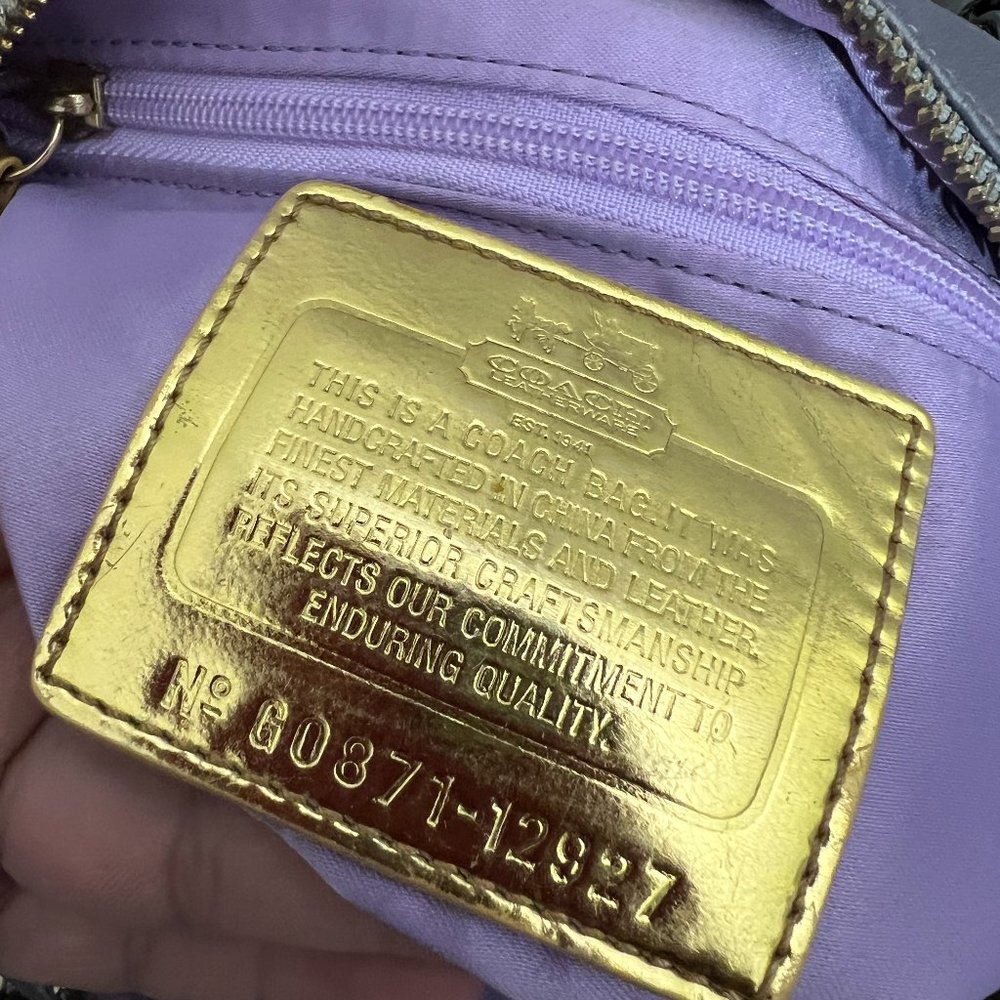 COACH
LEATHERWARE
EST. 1941
THIS IS A COACH BAG. IT WAS
HANDCRAFTED IN CHINA FROM THE
FINEST MATERIALS AND LEATHER.
ITS SUPERIOR CRAFTSMANSHIP
REFLECTS OUR COMMITMENT TO
ENDURING QUALITY.
Nº G0871-12927